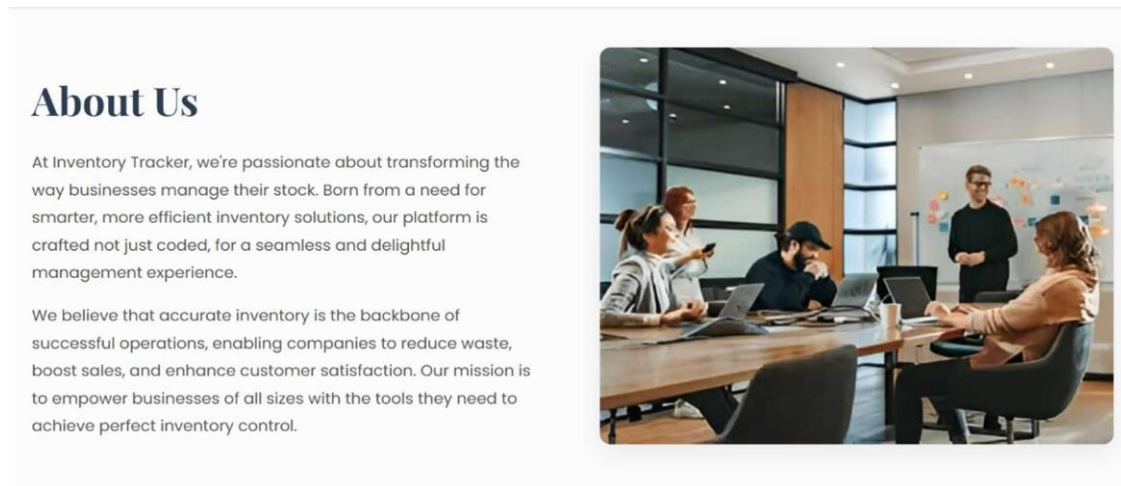 About Us
At Inventory Tracker, we're passionate about transforming the
way businesses manage their stock. Born from a need for
smarter, more efficient inventory solutions, our platform is
crafted not just coded, for a seamless and delightful
management experience.
We believe that accurate inventory is the backbone of
successful operations, enabling companies to reduce waste,
boost sales, and enhance customer satisfaction. Our mission is
to empower businesses of all sizes with the tools they need to
achieve perfect inventory control.